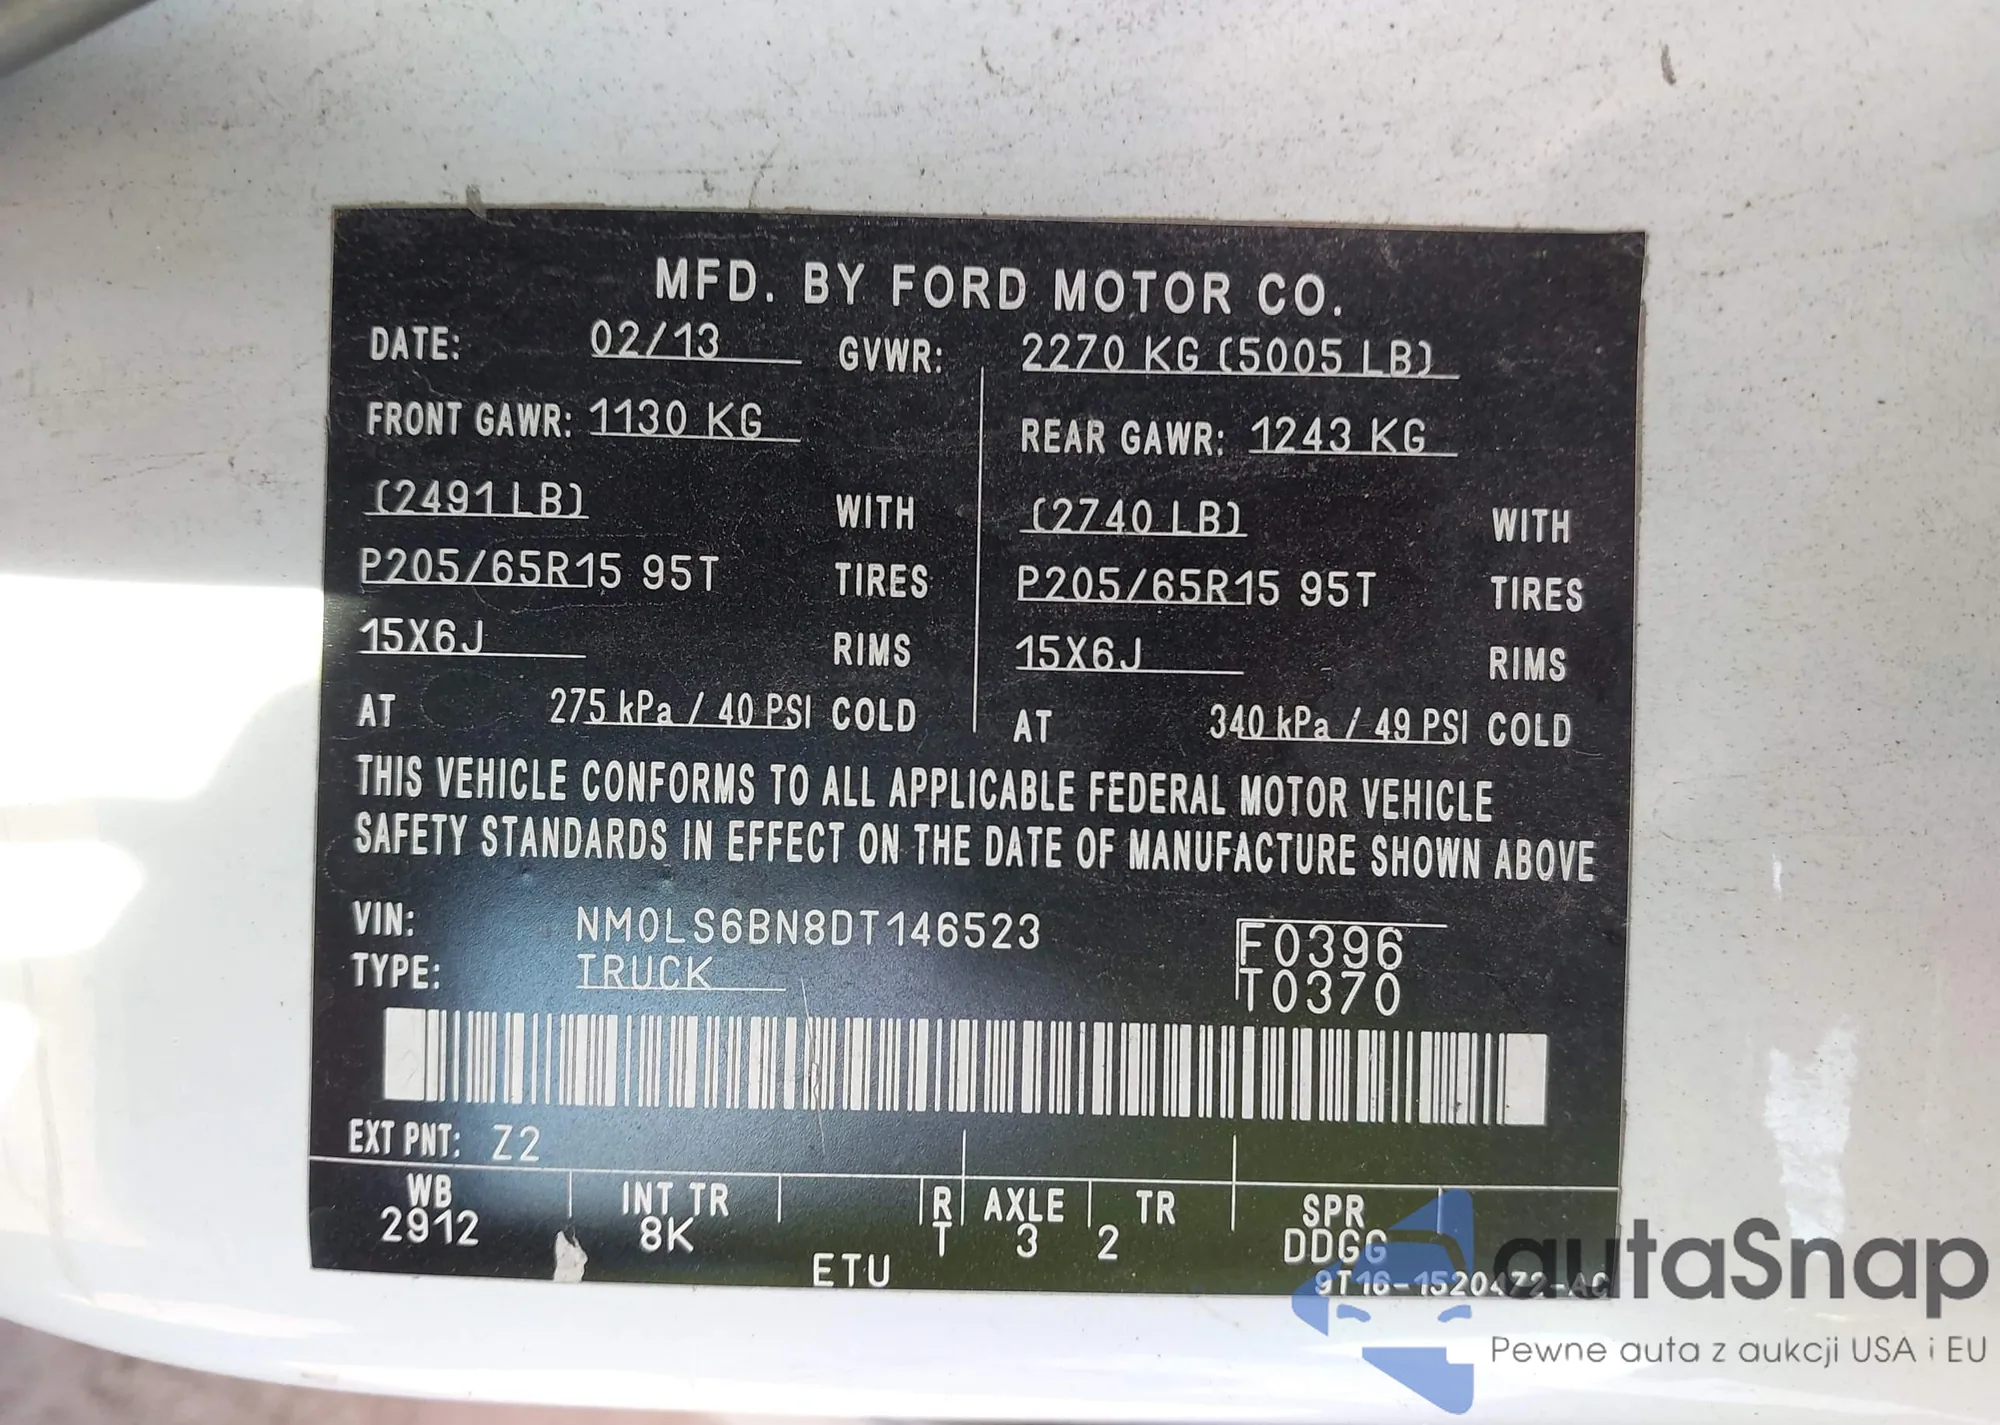 MFD. BY FORD MOTOR CO.
DATE: 02/13 GVWR: 2270 KG (5005 LB)
FRONT GAWR: 1130 KG REAR GAWR: 1243 KG
(2491 LB) WITH (2740 LB) WITH
P205/65R15 95T TIRES P205/65R15 95T TIRES
15X6J RIMS 15X6J RIMS
AT 275 kPa / 40 PSI COLD AT 340 kPa / 49 PSI COLD
THIS VEHICLE CONFORMS TO ALL APPLICABLE FEDERAL MOTOR VEHICLE
SAFETY STANDARDS IN EFFECT ON THE DATE OF MANUFACTURE SHOWN ABOVE
VIN: NM0LS6BN8DT146523 F0396
TYPE: TRUCK T0370
EXT PNT: Z2
WB INT TR R AXLE TR SPR
2912 8K T 3 2 DDGG
ETU 9T16-15204Z2-AC
autaSnap
Pewne auta z aukcji USA i EU